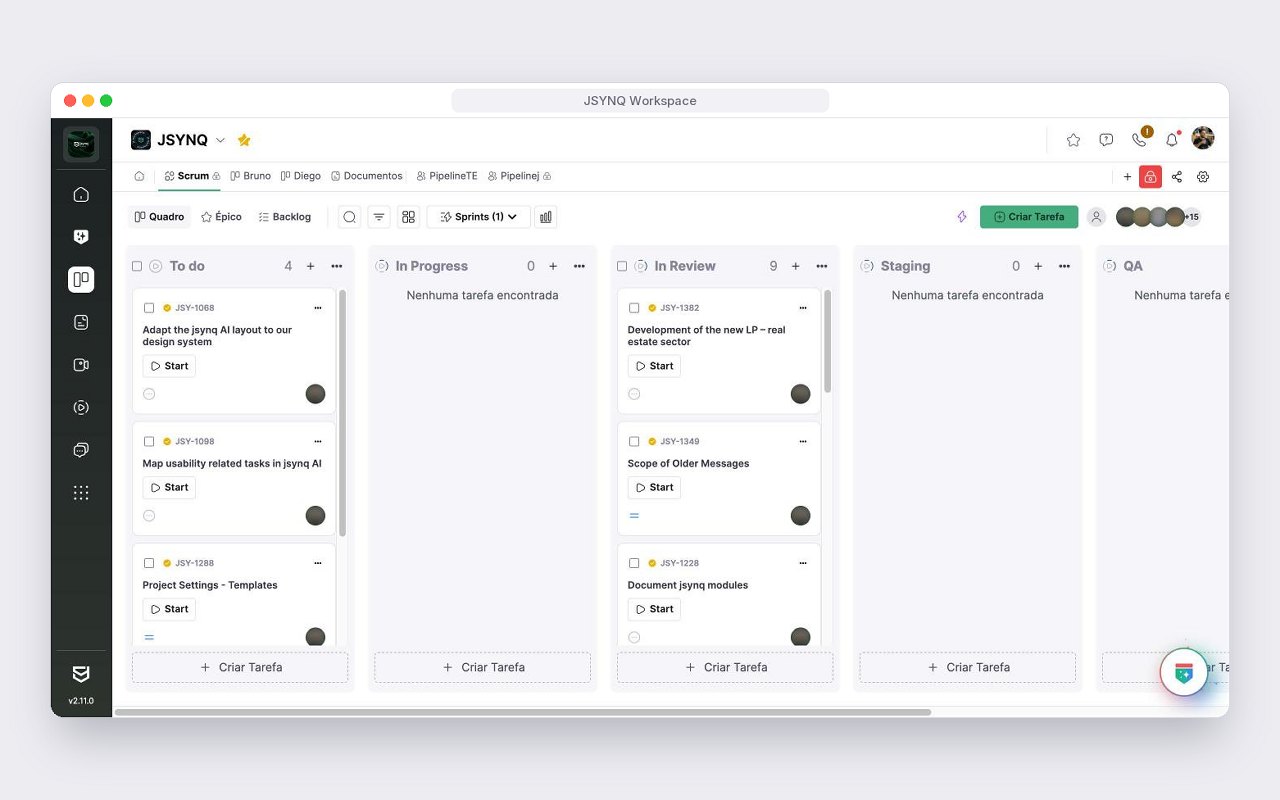 JSYNQ Workspace
JSYNQ
Scrum Bruno Diego Documentos PipelineTE Pipelinej
Quadro Épico Backlog Sprints (1) Criar Tarefa +15
To do 4
JSY-1068
Adapt the jsynq AI layout to our
design system
Start
JSY-1098
Map usability related tasks in jsynq AI
Start
JSY-1288
Project Settings - Templates
Start
Criar Tarefa
In Progress 0
Nenhuma tarefa encontrada
Criar Tarefa
In Review 9
JSY-1382
Development of the new LP – real
estate sector
Start
JSY-1349
Scope of Older Messages
Start
JSY-1228
Document jsynq modules
Start
Criar Tarefa
Staging 0
Nenhuma tarefa encontrada
Criar Tarefa
QA
Nenhuma tarefa e
v2.11.0